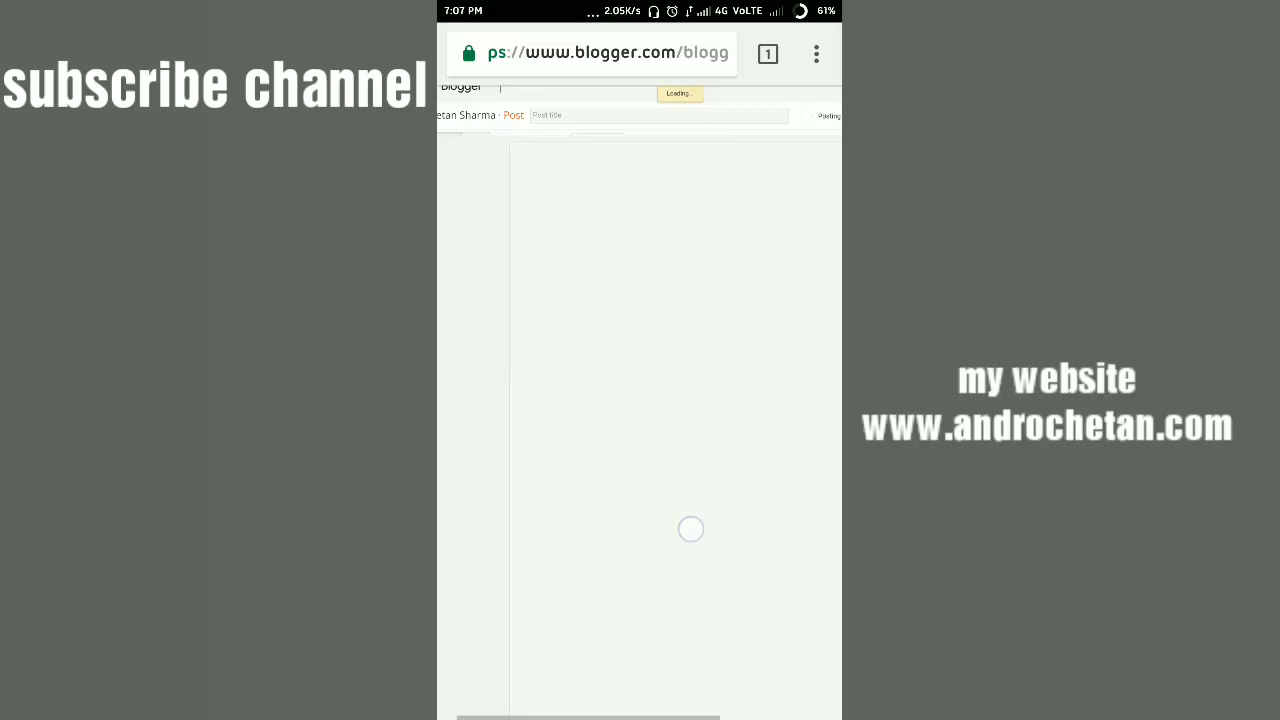 subscribe channel
7:07 PM
... 2.05K/s 4G VoLTE 61%
ps://www.blogger.com/blogg
1
Blogger
Loading...
etan Sharma · Post
Post title
Posting
my website
www.androchetan.com